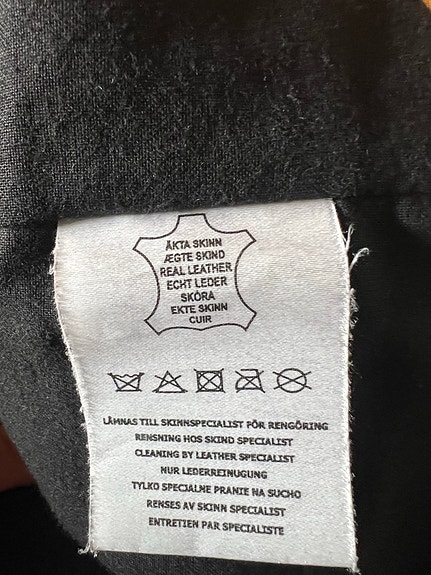 ÄKTA SKINN
ÆGTE SKIND
REAL LEATHER
ECHT LEDER
SKÓRA
EKTE SKINN
CUIR
LÄMNAS TILL SKINNSPECIALIST FÖR RENGÖRING
RENSNING HOS SKIND SPECIALIST
CLEANING BY LEATHER SPECIALIST
NUR LEDERREINUGUNG
TYLKO SPECJALNE PRANIE NA SUCHO
RENSES AV SKINN SPECIALIST
ENTRETIEN PAR SPECIALISTE